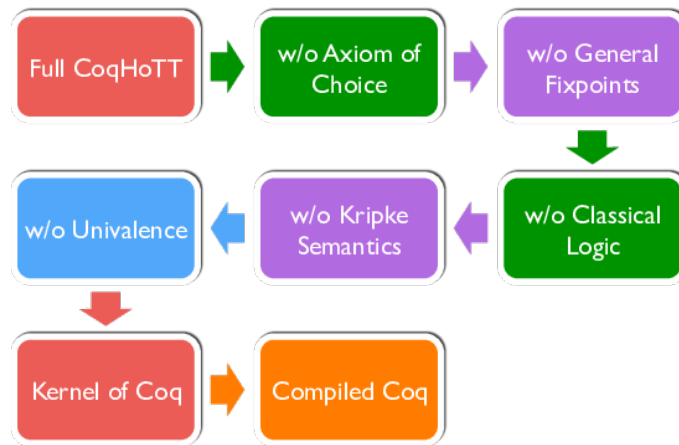 Full CoqHoTT
w/o Axiom of
Choice
w/o General
Fixpoints
w/o Univalence
w/o Kripke
Semantics
w/o Classical
Logic
Kernel of Coq
Compiled Coq